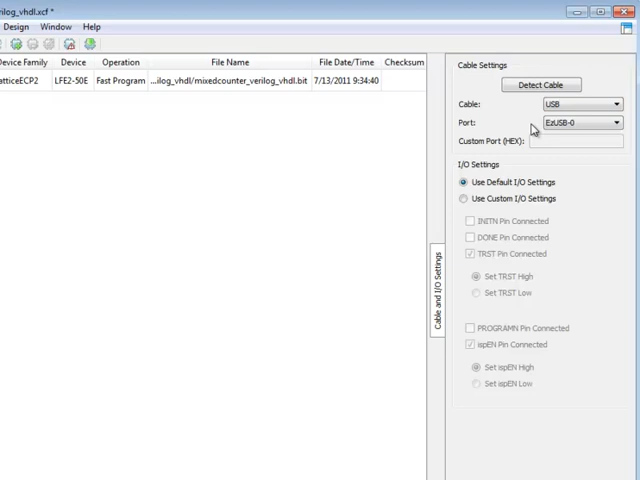 rilog_vhdl.xcf *
Design Window Help
Device Family Device Operation File Name File Date/Time Checksum
atticeECP2 LFE2-50E Fast Program ...ilog_vhdl/mixedcounter_verilog_vhdl.bit 7/13/2011 9:34:40
Cable Settings
Detect Cable
Cable: USB
Port: EzUSB-0
Custom Port (HEX):
I/O Settings
Use Default I/O Settings
Use Custom I/O Settings
INITN Pin Connected
DONE Pin Connected
TRST Pin Connected
Set TRST High
Set TRST Low
PROGRAMN Pin Connected
ispEN Pin Connected
Set ispEN High
Set ispEN Low
Cable and I/O Settings